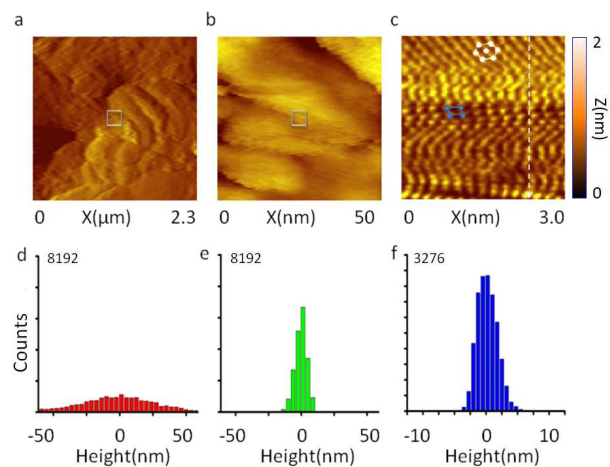 a
b
c
2
Z(nm)
0
0 X(μm) 2.3
0 X(nm) 50
0 X(nm) 3.0
d
8192
e
8192
f
3276
Counts
-50 0 50
-50 0 50
-10 0 10
Height(nm)
Height(nm)
Height(nm)